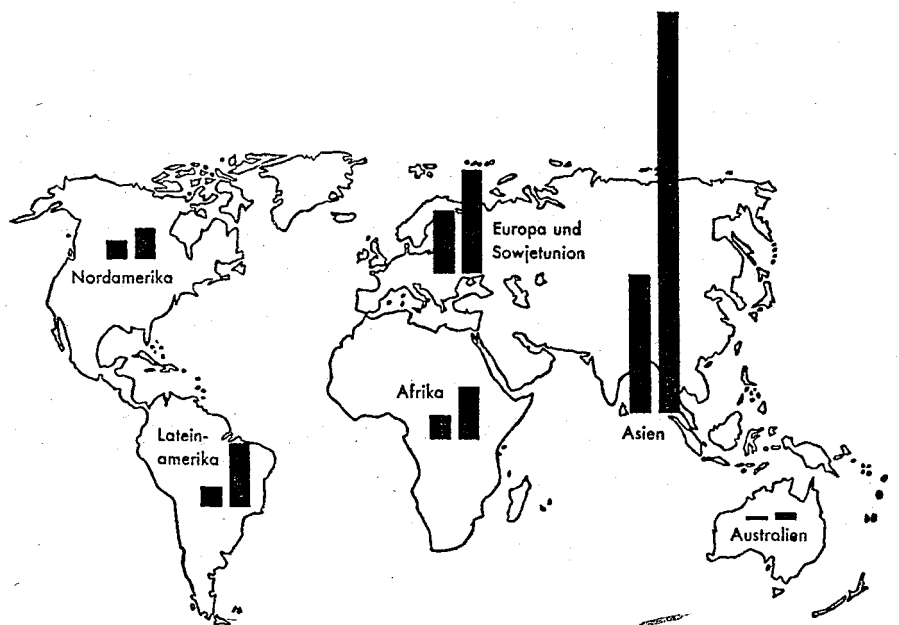 Europa und
Sowjetunion
Nordamerika
Afrika
Latein-
amerika
Asien
Australien